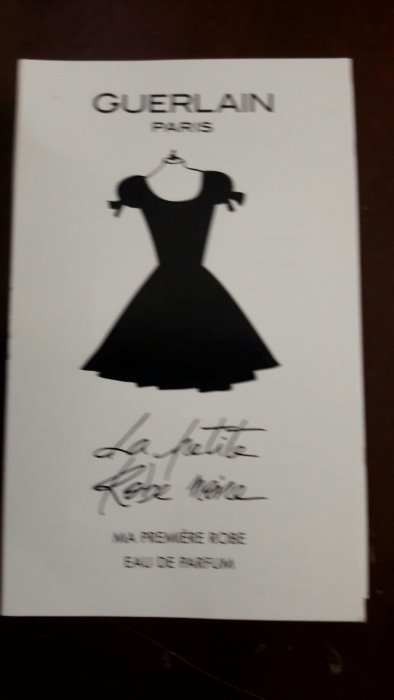 GUERLAIN
PARIS
La petite
Robe noire
MA PREMIÈRE ROBE
EAU DE PARFUM